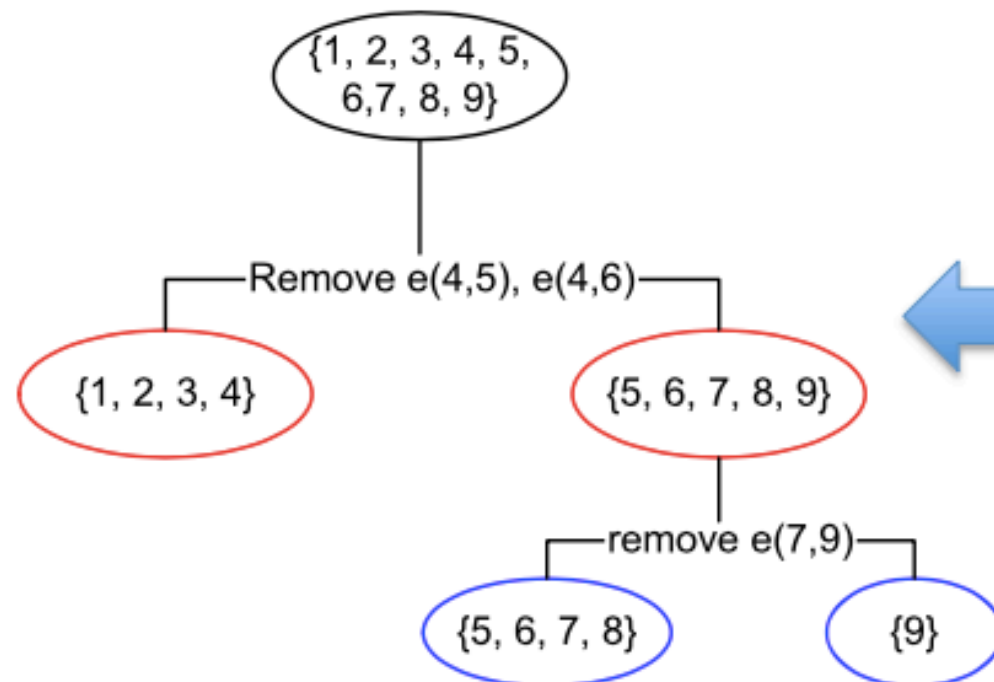 {1, 2, 3, 4, 5,
6,7, 8, 9}
Remove e(4,5), e(4,6)
{1, 2, 3, 4}
{5, 6, 7, 8, 9}
remove e(7,9)
{5, 6, 7, 8}
{9}